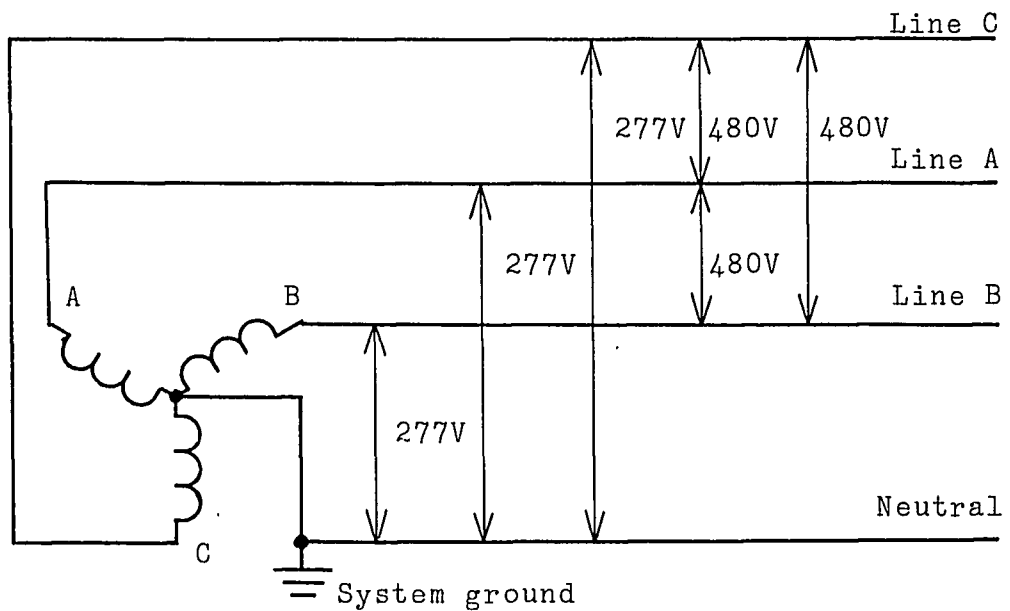 Line C
277V 480V 480V
Line A
277V 480V
A B Line B
277V
Neutral
C
System ground